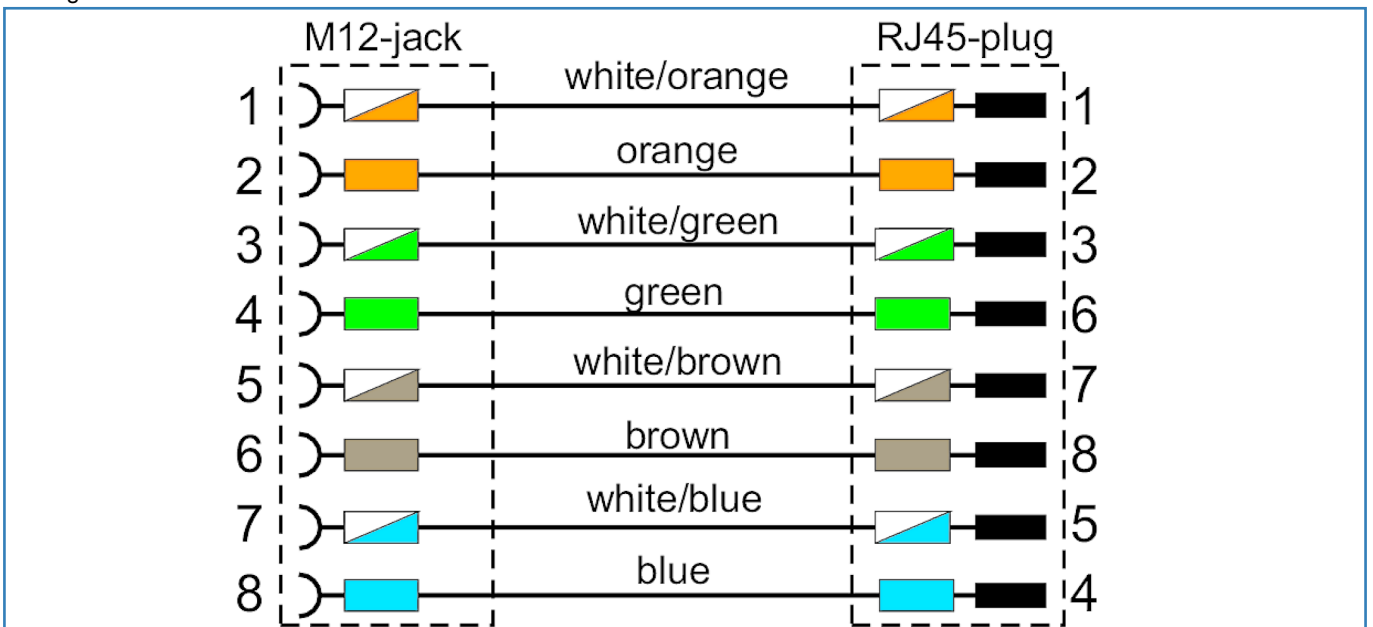 M12-jack RJ45-plug
1 white/orange 1
2 orange 2
3 white/green 3
4 green 6
5 white/brown 7
6 brown 8
7 white/blue 5
8 blue 4